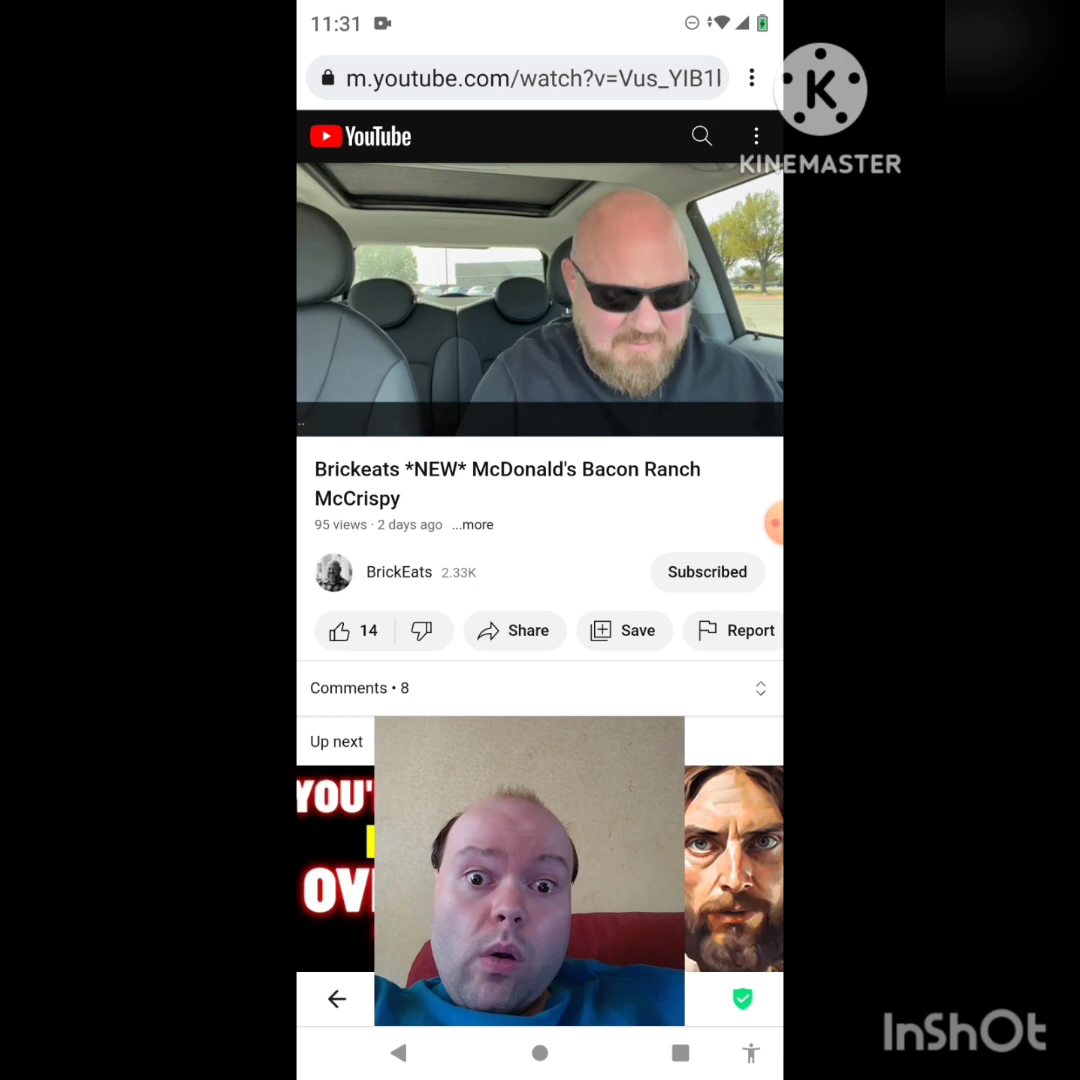 11:31
m.youtube.com/watch?v=Vus_YIB1
K
KINEMASTER
YouTube
..
Brickeats *NEW* McDonald's Bacon Ranch
McCrispy
95 views · 2 days ago ...more
BrickEats 2.33K
Subscribed
14
Share
Save
Report
Comments • 8
Up next
YOU'
OV
InShOt